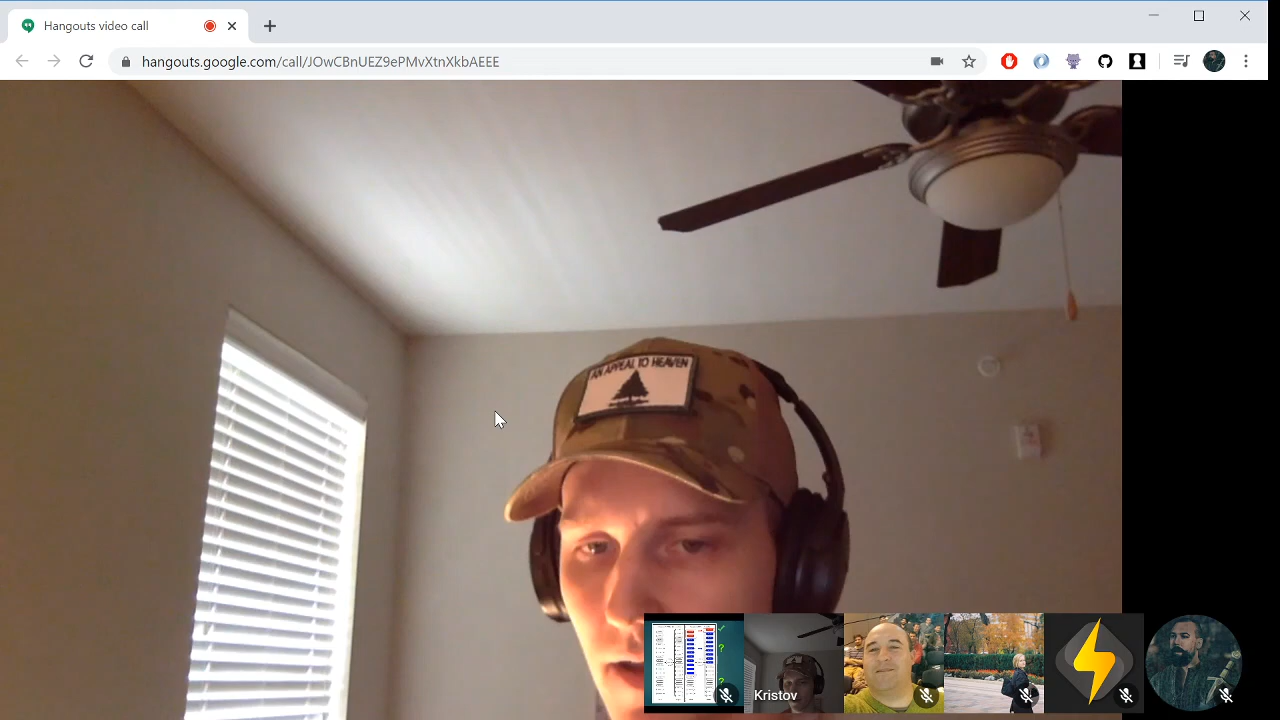 Hangouts video call
hangouts.google.com/call/JOwCBnUEZ9ePMvXtnXkbAEEE
AN APPEAL TO HEAVEN
Kristov